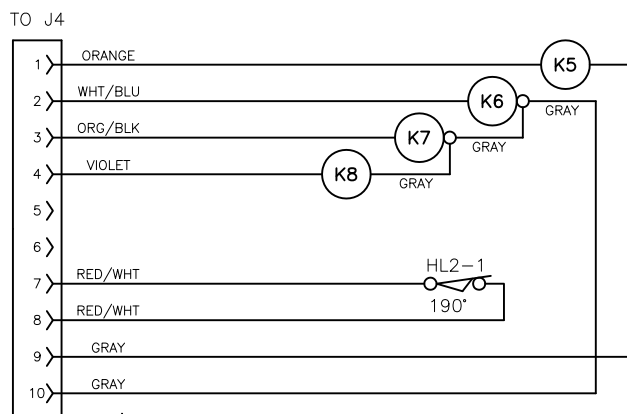 TO J4
1 ORANGE K5
2 WHT/BLU K6 GRAY
3 ORG/BLK K7 GRAY
4 VIOLET K8 GRAY
5
6
7 RED/WHT HL2-1
190°
8 RED/WHT
9 GRAY
10 GRAY